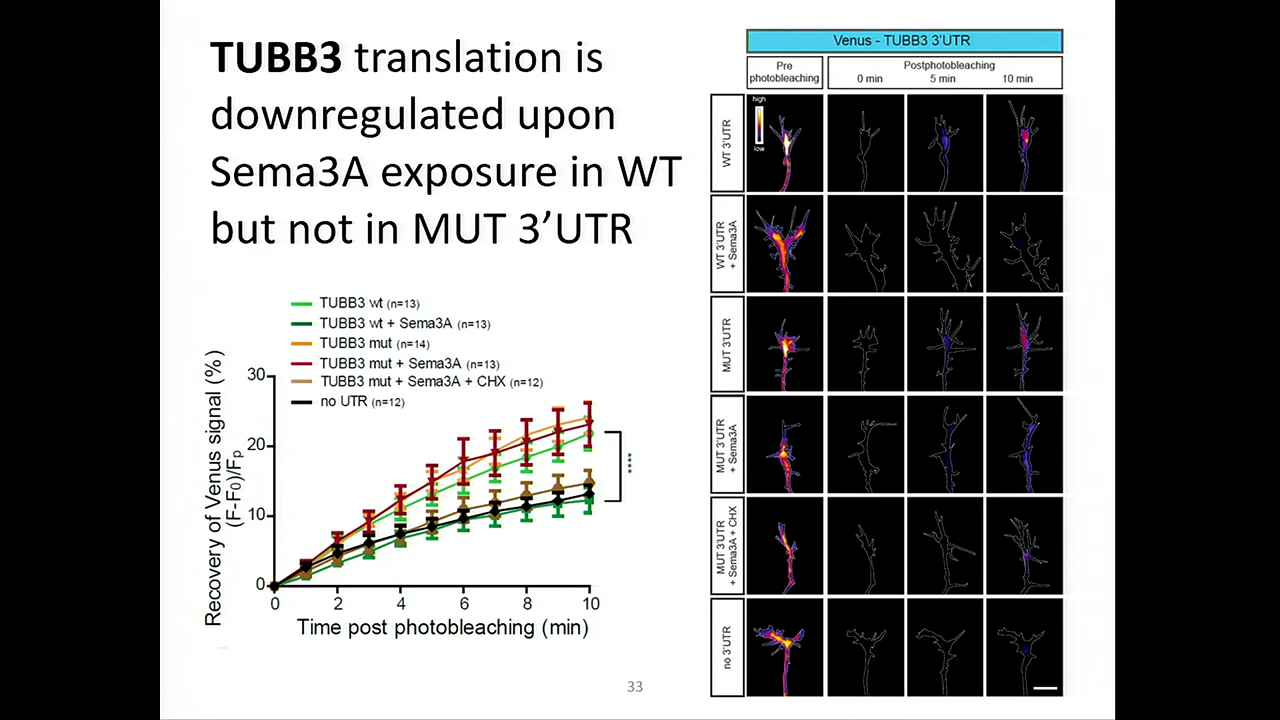 TUBB3 translation is
downregulated upon
Sema3A exposure in WT
but not in MUT 3’UTR
TUBB3 wt (n=13)
TUBB3 wt + Sema3A (n=13)
TUBB3 mut (n=14)
TUBB3 mut + Sema3A (n=13)
TUBB3 mut + Sema3A + CHX (n=12)
no UTR (n=12)
Recovery of Venus signal (%)
(F-F0)/Fp
30
20
10
0
0 2 4 6 8 10
Time post photobleaching (min)
****
Venus - TUBB3 3'UTR
Pre
photobleaching
Postphotobleaching
0 min 5 min 10 min
high
low
WT 3'UTR
WT 3'UTR
+ Sema3A
MUT 3'UTR
MUT 3'UTR
+ Sema3A
MUT 3'UTR
+ Sema3A + CHX
no 3'UTR
33